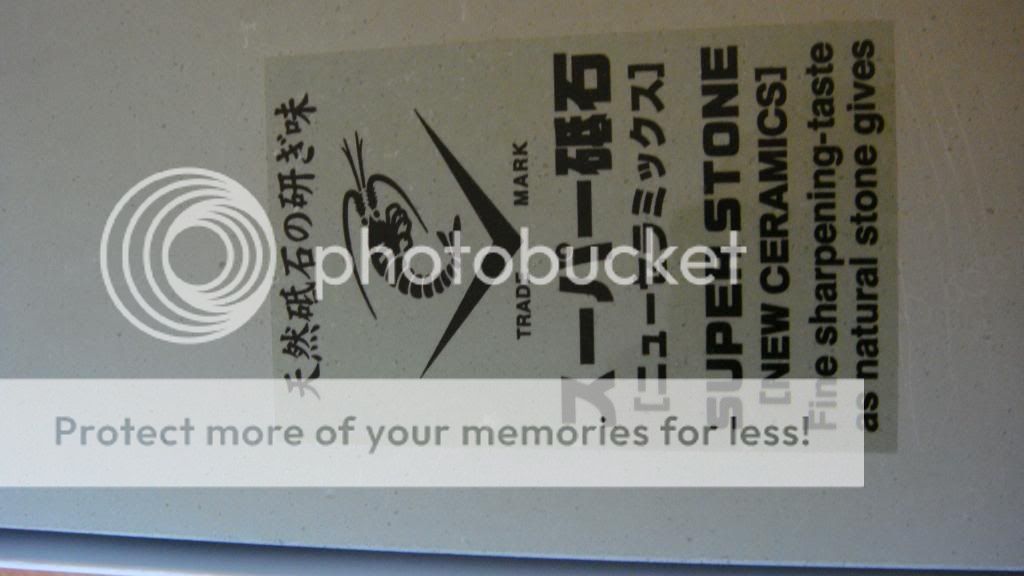 天然砥石の研ぎ味
TRADE MARK
スーパー砥石
[ニューセラミックス]
SUPER STONE
[NEW CERAMICS]
Fine sharpening-taste
as natural stone gives
photobucket
Protect more of your memories for less!